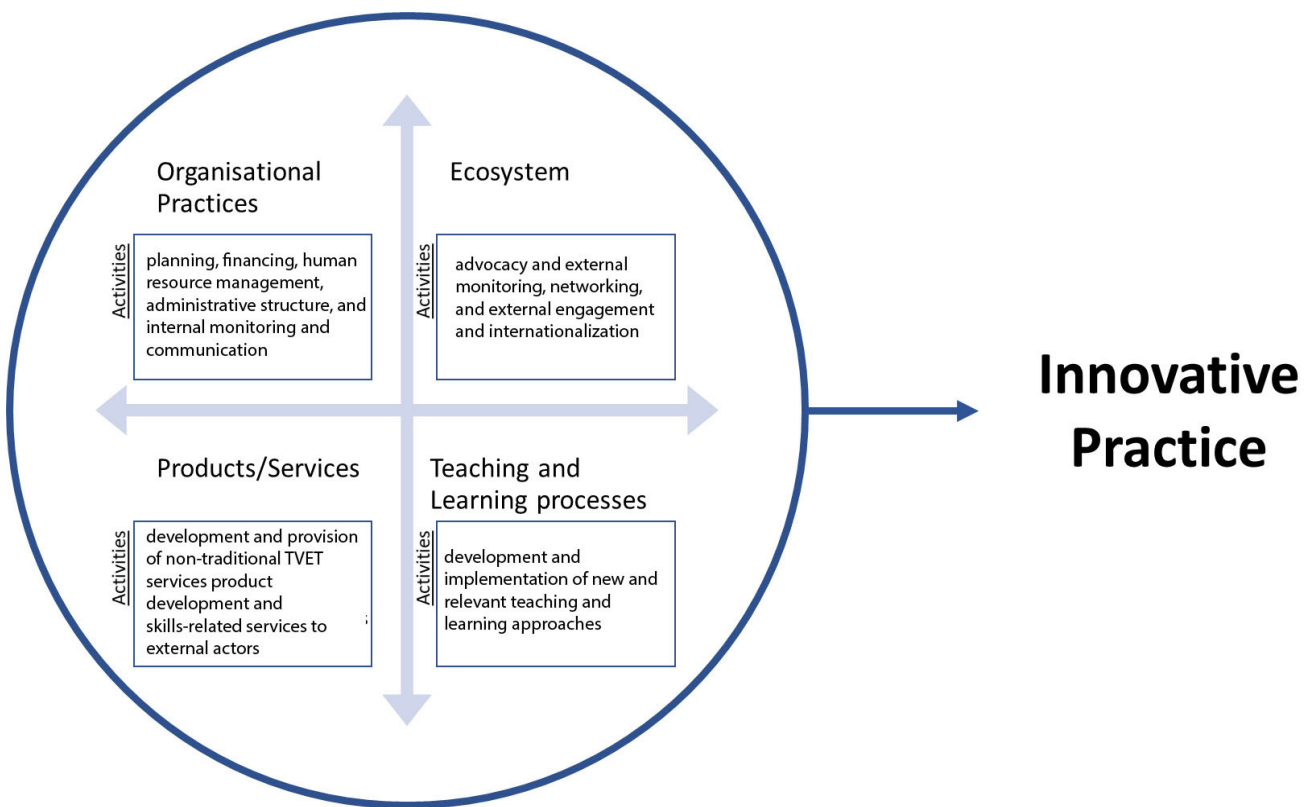 Organisational
Practices
Activities
planning, financing, human
resource management,
administrative structure, and
internal monitoring and
communication
Ecosystem
Activities
advocacy and external
monitoring, networking,
and external engagement
and internationalization
Products/Services
Activities
development and provision
of non-traditional TVET
services product
development and
skills-related services to
external actors
Teaching and
Learning processes
Activities
development and
implementation of new and
relevant teaching and
learning approaches
Innovative
Practice